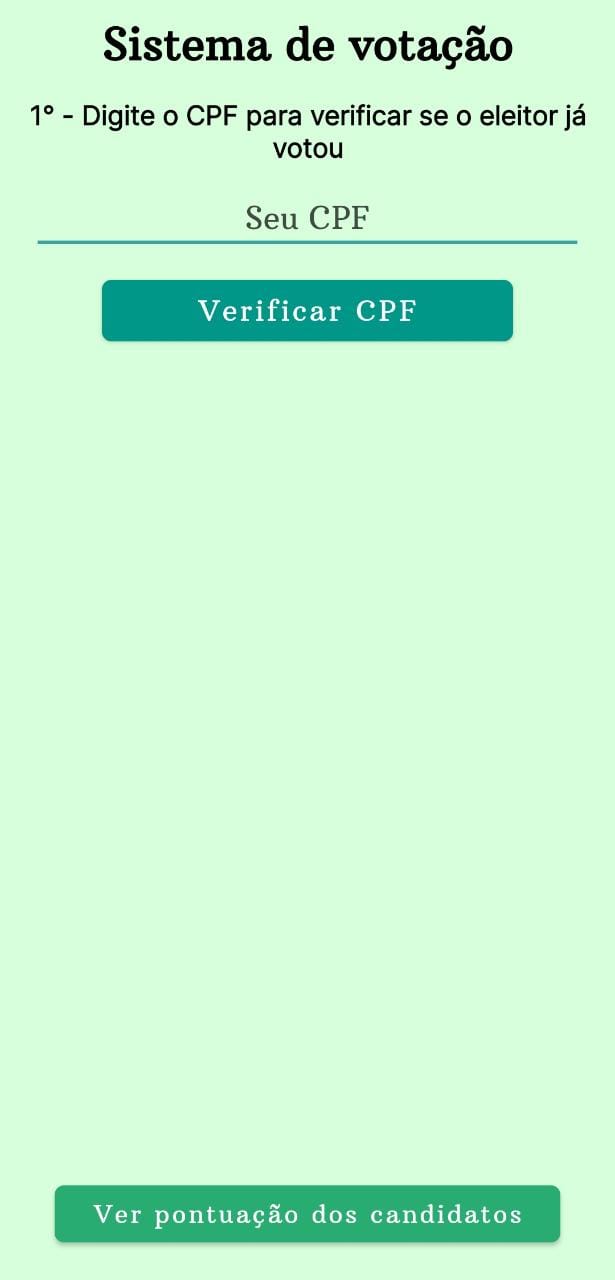 Sistema de votação
1° - Digite o CPF para verificar se o eleitor já
votou
Seu CPF
Verificar CPF
Ver pontuação dos candidatos